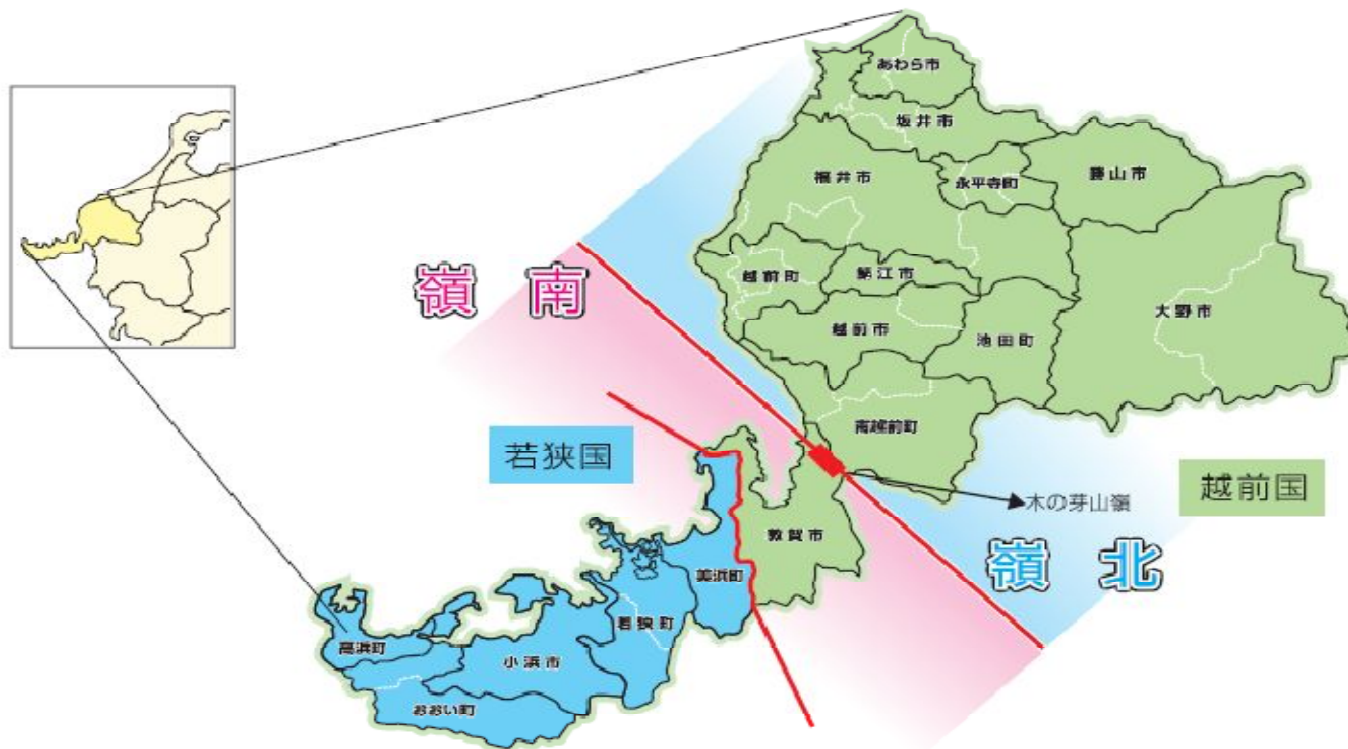 あわら市
坂井市
福井市
永平寺町
勝山市
嶺南
越前町
鯖江市
大野市
越前市
池田町
南越前町
若狭国
越前国
木の芽山嶺
敦賀市
嶺北
美浜町
若狭町
高浜町
小浜市
おおい町